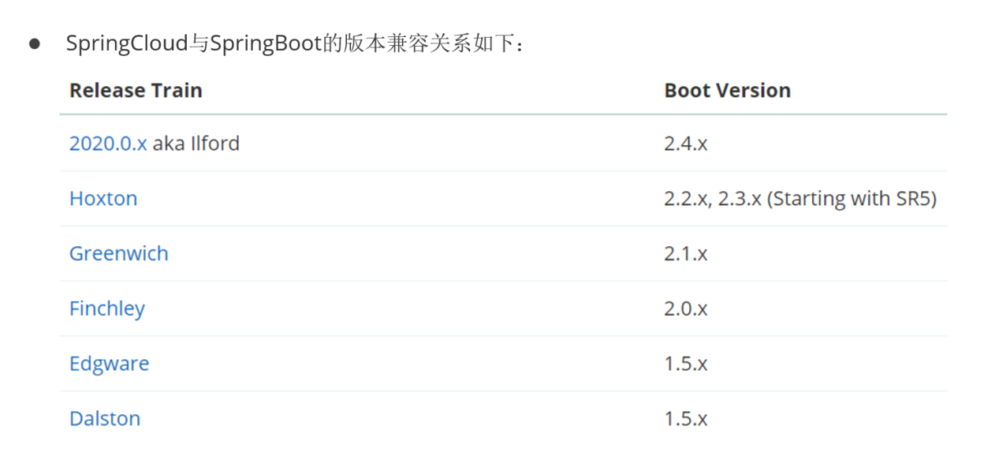 ● SpringCloud与SpringBoot的版本兼容关系如下：
Release Train Boot Version
2020.0.x aka Ilford 2.4.x
Hoxton 2.2.x, 2.3.x (Starting with SR5)
Greenwich 2.1.x
Finchley 2.0.x
Edgware 1.5.x
Dalston 1.5.x